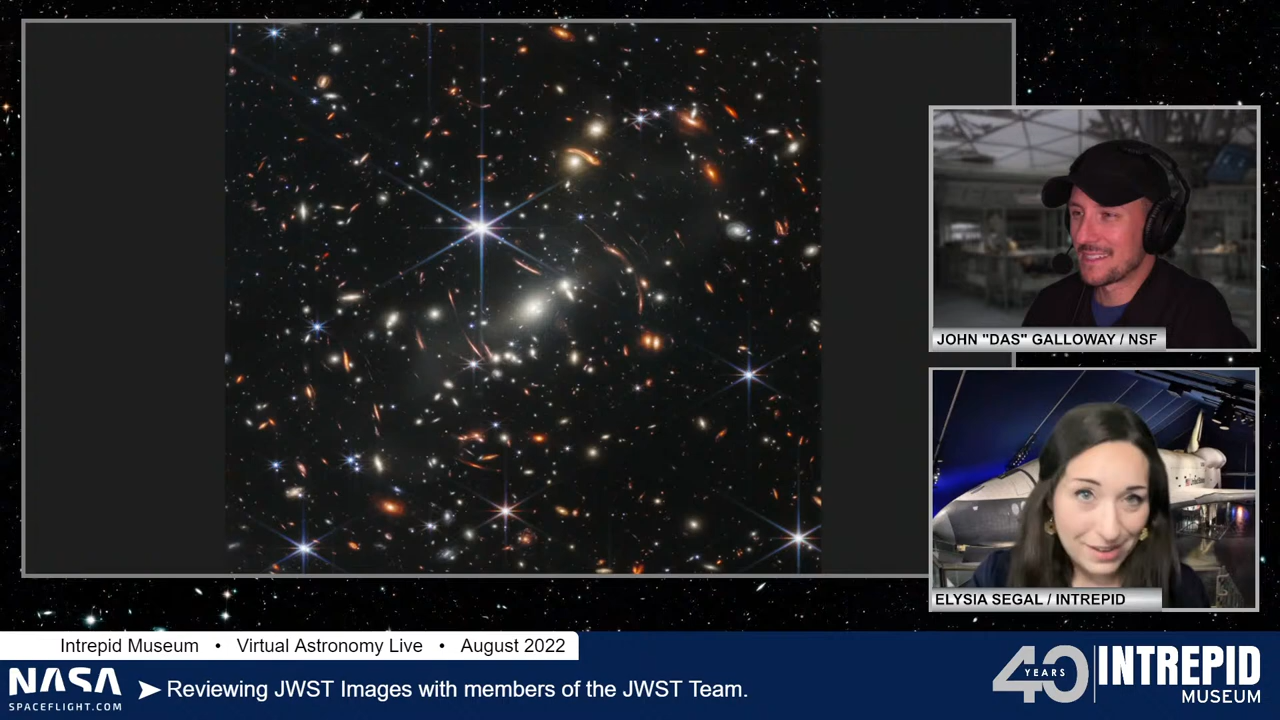 JOHN "DAS" GALLOWAY / NSF
ELYSIA SEGAL / INTREPID
Intrepid Museum • Virtual Astronomy Live • August 2022
NASA
SPACEFLIGHT.COM
Reviewing JWST Images with members of the JWST Team.
40
YEARS
INTREPID
MUSEUM